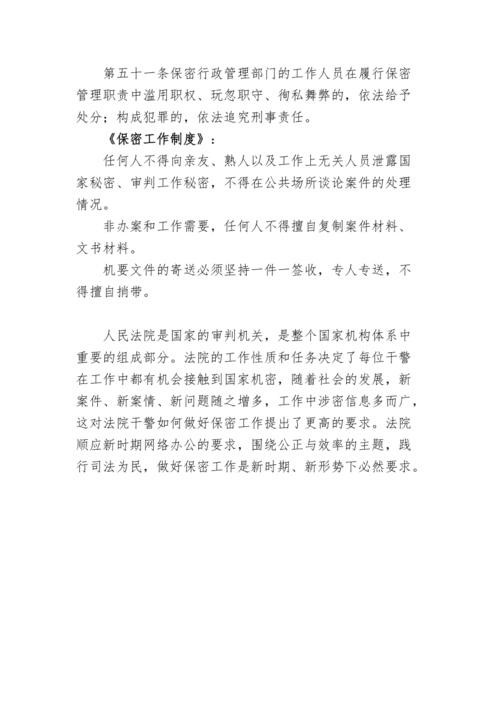 第五十一条保密行政管理部门的工作人员在履行保密
管理职责中滥用职权、玩忽职守、徇私舞弊的，依法给予
处分；构成犯罪的，依法追究刑事责任。
《保密工作制度》：
任何人不得向亲友、熟人以及工作上无关人员泄露国
家秘密、审判工作秘密，不得在公共场所谈论案件的处理
情况。
非办案和工作需要，任何人不得擅自复制案件材料、
文书材料。
机要文件的寄送必须坚持一件一签收，专人专送，不
得擅自捎带。
人民法院是国家的审判机关，是整个国家机构体系中
重要的组成部分。法院的工作性质和任务决定了每位干警
在工作中都有机会接触到国家机密，随着社会的发展，新
案件、新案情、新问题随之增多，工作中涉密信息多而广，
这对法院干警如何做好保密工作提出了更高的要求。法院
顺应新时期网络办公的要求，围绕公正与效率的主题，践
行司法为民，做好保密工作是新时期、新形势下必然要求。